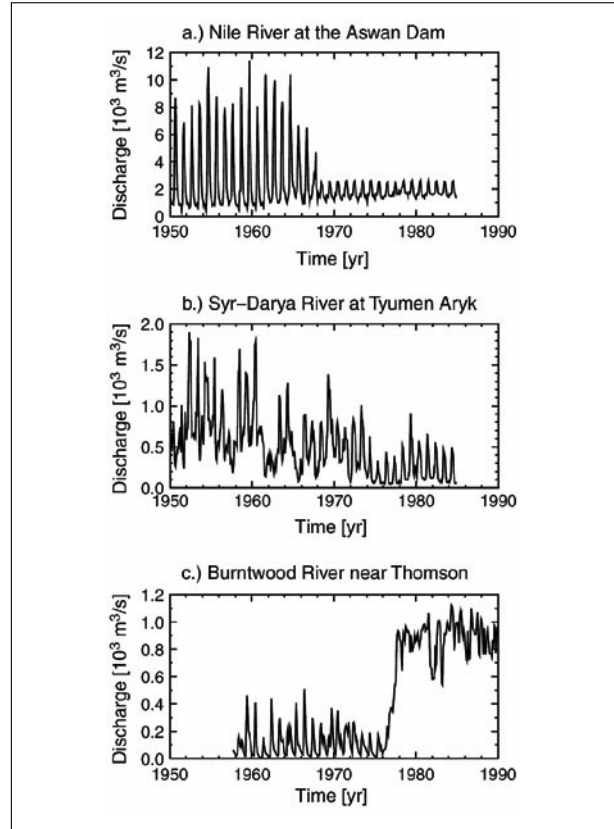 a.) Nile River at the Aswan Dam
Discharge [10³ m³/s]
12
10
8
6
4
2
0
1950 1960 1970 1980 1990
Time [yr]
b.) Syr–Darya River at Tyumen Aryk
Discharge [10³ m³/s]
2.0
1.5
1.0
0.5
0.0
1950 1960 1970 1980 1990
Time [yr]
c.) Burntwood River near Thomson
Discharge [10³ m³/s]
1.2
1.0
0.8
0.6
0.4
0.2
0.0
1950 1960 1970 1980 1990
Time [yr]